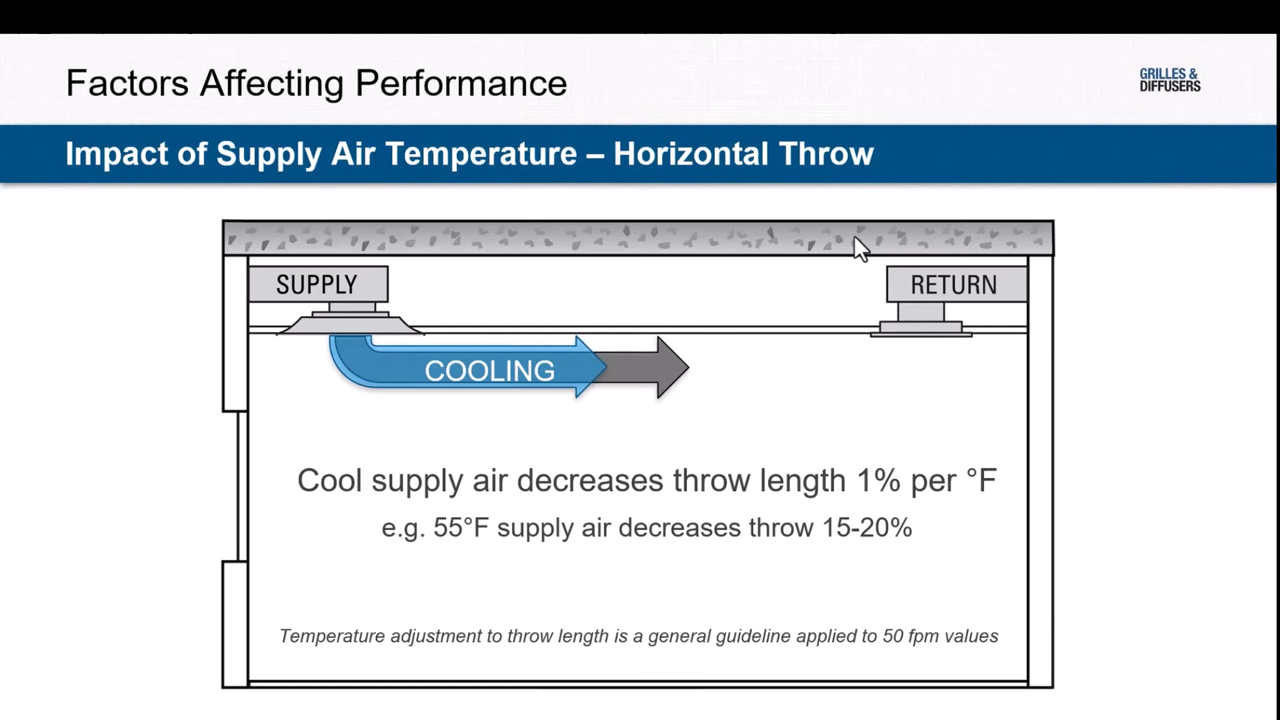 Factors Affecting Performance
GRILLES &
DIFFUSERS
Impact of Supply Air Temperature – Horizontal Throw
SUPPLY
RETURN
COOLING
Cool supply air decreases throw length 1% per °F
e.g. 55°F supply air decreases throw 15-20%
Temperature adjustment to throw length is a general guideline applied to 50 fpm values